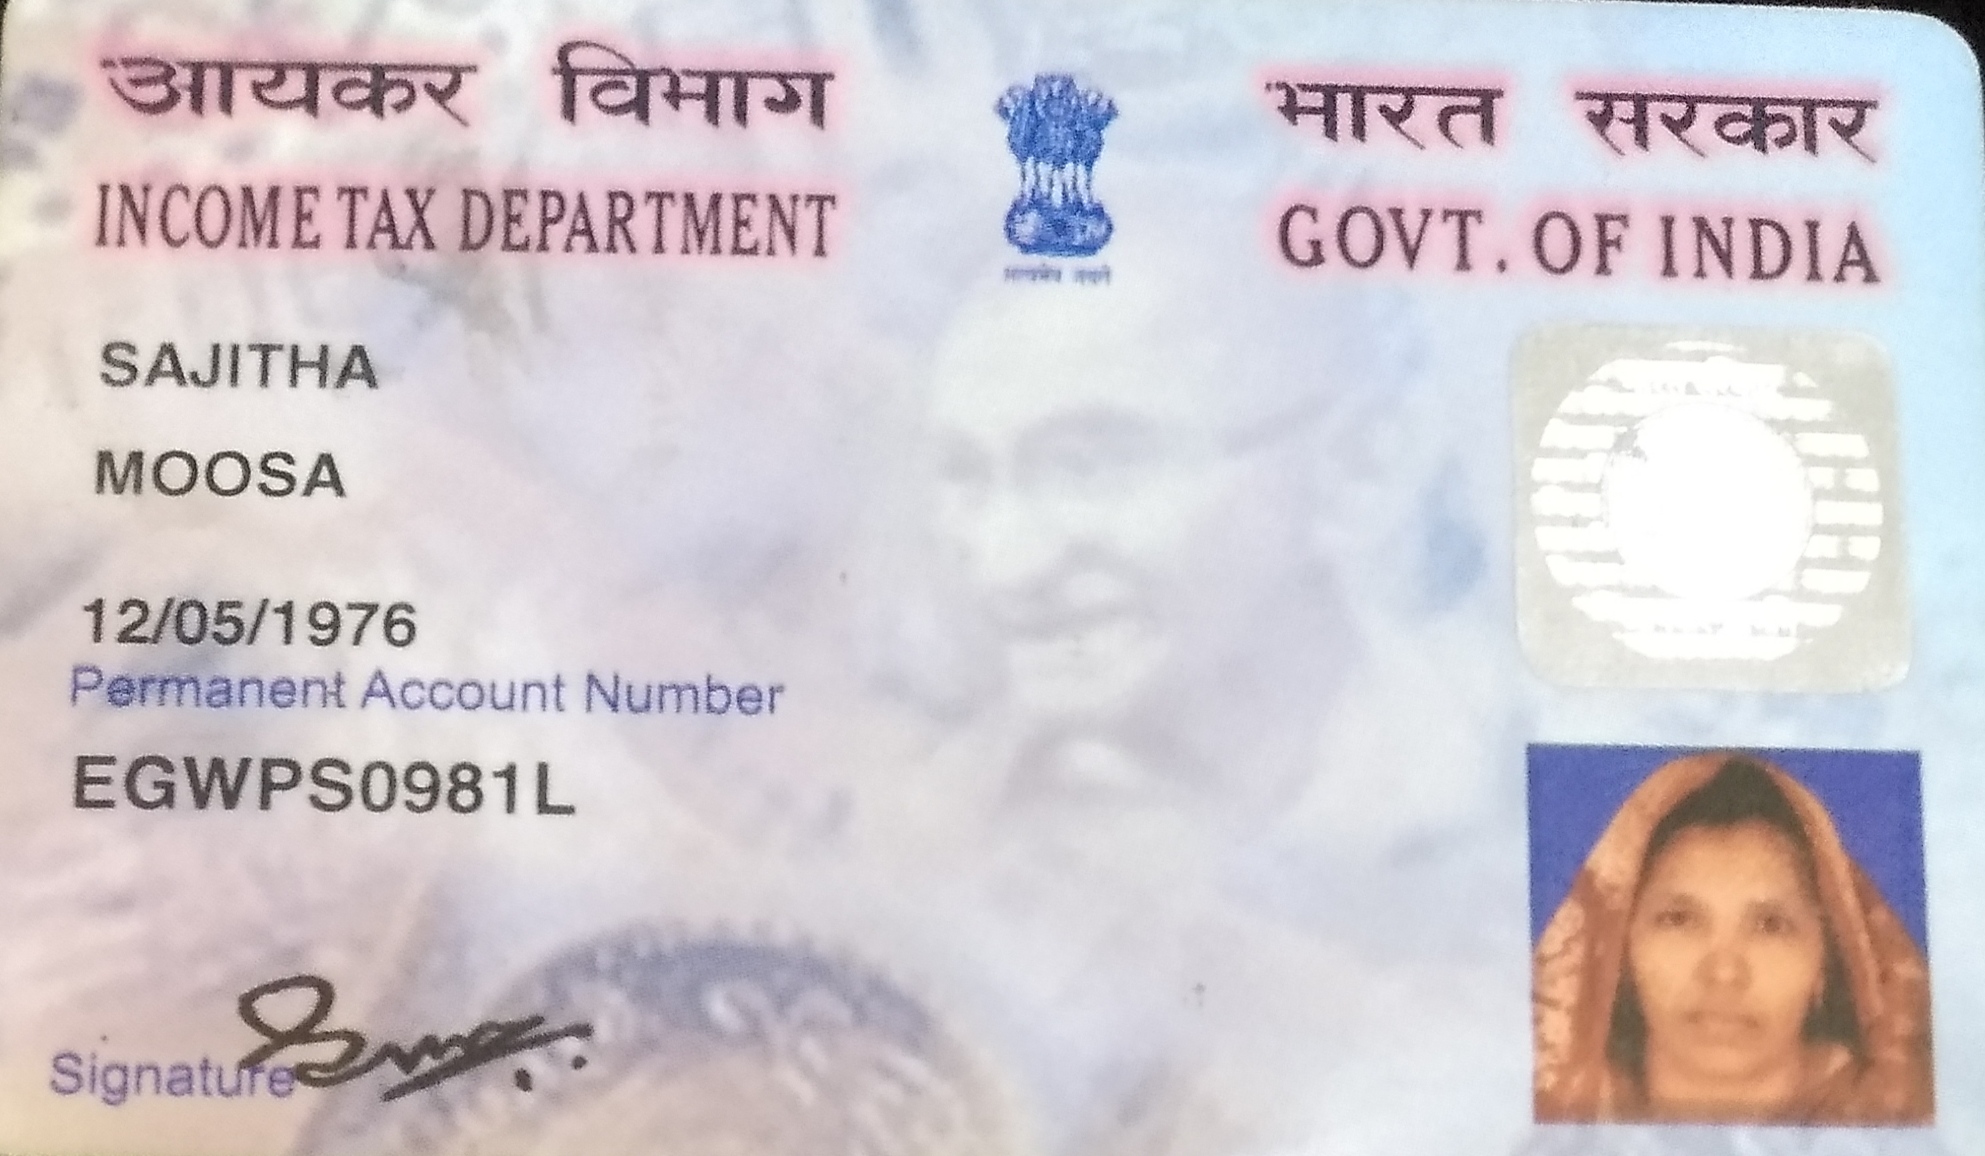 आयकर विभाग
INCOME TAX DEPARTMENT
भारत सरकार
GOVT. OF INDIA
सत्यमेव जयते
SAJITHA
MOOSA
12/05/1976
Permanent Account Number
EGWPS0981L
Signature